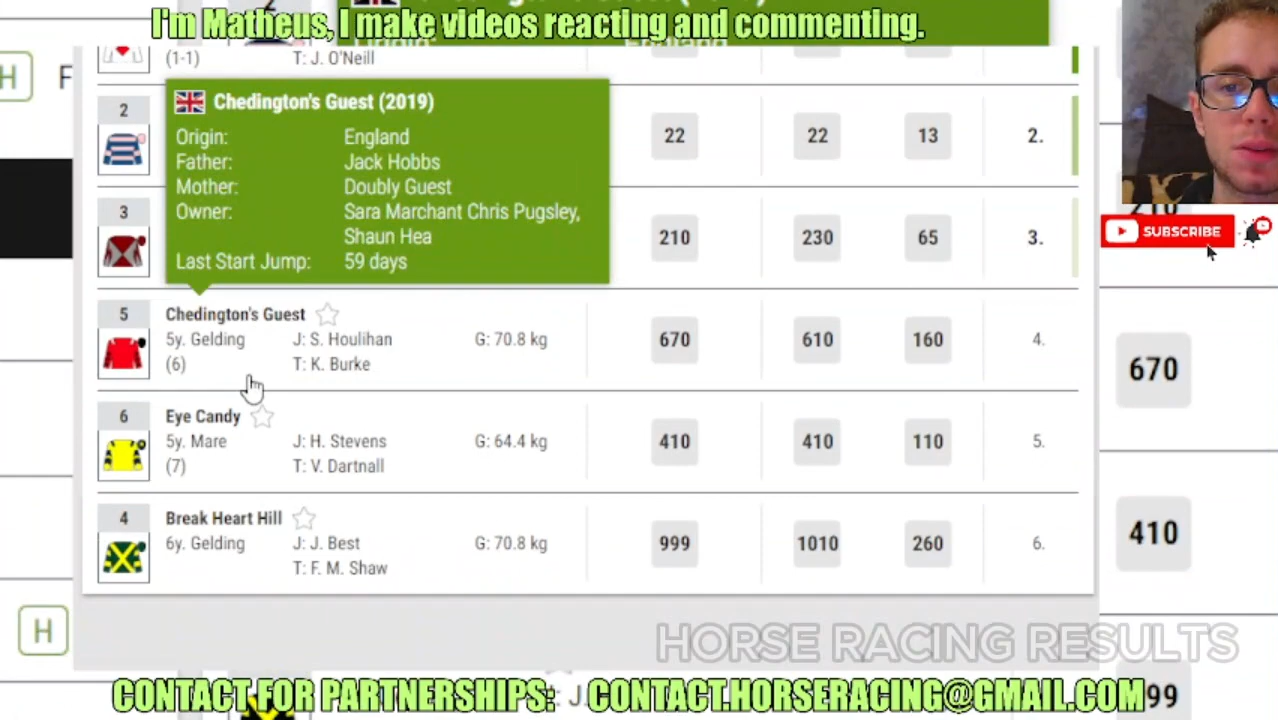 I'm Matheus, I make videos reacting and commenting.
(1-1) T: J. O'Neill
H F
Chedington's Guest (2019)
Origin: England
Father: Jack Hobbs
Mother: Doubly Guest
Owner: Sara Marchant Chris Pugsley,
Shaun Hea
Last Start Jump: 59 days
2 22 22 13 2.
3 210 230 65 3.
SUBSCRIBE
5 Chedington's Guest
5y. Gelding J: S. Houlihan G: 70.8 kg 670 610 160 4.
(6) T: K. Burke
670
6 Eye Candy
5y. Mare J: H. Stevens G: 64.4 kg 410 410 110 5.
(7) T: V. Dartnall
410
4 Break Heart Hill
6y. Gelding J: J. Best G: 70.8 kg 999 1010 260 6.
T: F. M. Shaw
H
HORSE RACING RESULTS
CONTACT FOR PARTNERSHIPS: CONTACT.HORSERACING@GMAIL.COM